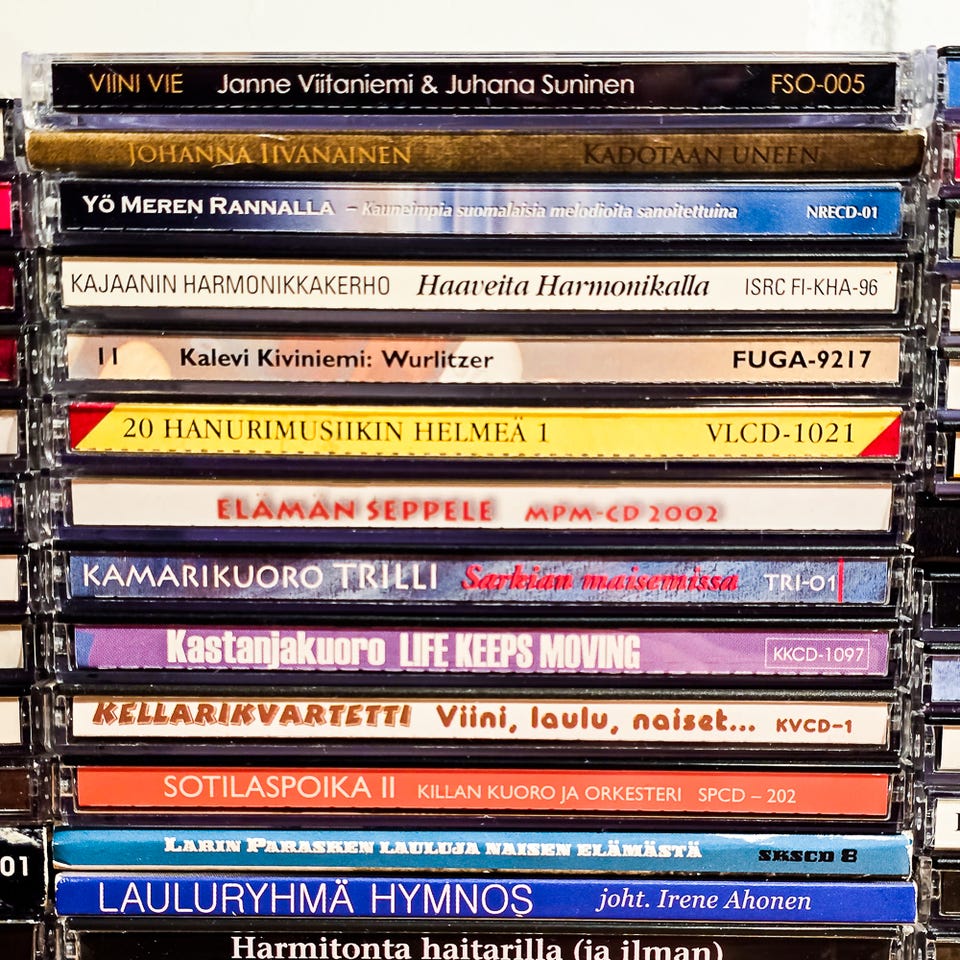 VIINI VIE Janne Viitaniemi & Juhana Suninen FSO-005
JOHANNA IIVANAINEN KADOTAAN UNEEN
YÖ MEREN RANNALLA – Kauneimpia suomalaisia melodioita sanoitettuina NRECD-01
KAJAANIN HARMONIKKAKERHO Haaveita Harmonikalla ISRC FI-KHA-96
11 Kalevi Kiviniemi: Wurlitzer FUGA-9217
20 HANURIMUSIIKIN HELMEÄ 1 VLCD-1021
ELÄMÄN SEPPELE MPM-CD 2002
KAMARIKUORO TRILLI Sarkian maisemissa TRI-01
Kastanjakuoro LIFE KEEPS MOVING KKCD-1097
KELLARIKVARTETTI Viini, laulu, naiset... KVCD-1
SOTILASPOIKA II KILLAN KUORO JA ORKESTERI SPCD – 202
LARIN PARASKEN LAULUJA NAISEN ELÄMÄSTÄ SKSCD 8
01
LAULURYHMÄ HYMNOS joht. Irene Ahonen
Harmitonta haitarilla (ja ilman)